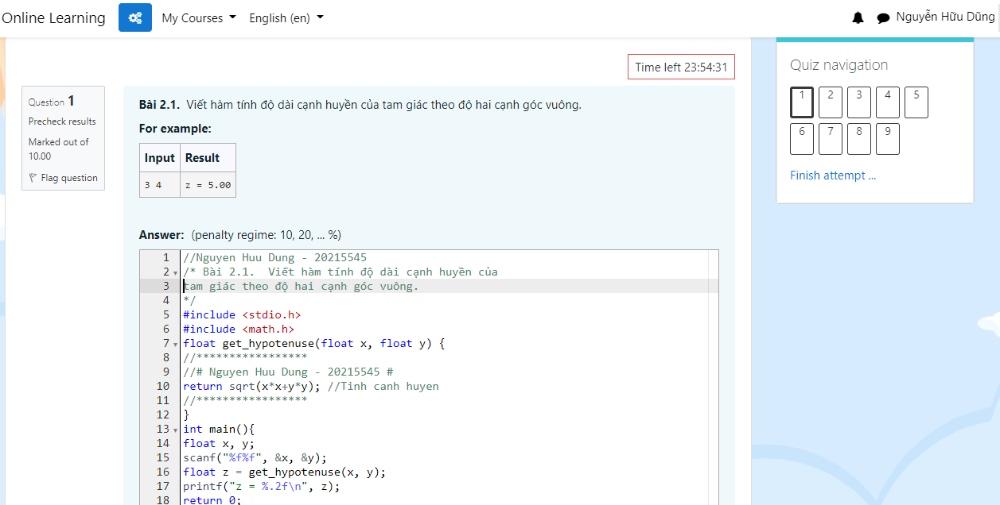 Online Learning My Courses English (en) Nguyễn Hữu Dũng
Time left 23:54:31
Question 1
Precheck results
Marked out of
10.00
Flag question
Bài 2.1. Viết hàm tính độ dài cạnh huyền của tam giác theo độ hai cạnh góc vuông.
For example:
Input Result
3 4 z = 5.00
Answer: (penalty regime: 10, 20, ... %)
1 //Nguyen Huu Dung - 20215545
2 /* Bài 2.1.  Viết hàm tính độ dài cạnh huyền của
3 tam giác theo độ hai cạnh góc vuông.
4 */
5 #include <stdio.h>
6 #include <math.h>
7 float get_hypotenuse(float x, float y) {
8 //*****************
9 //# Nguyen Huu Dung - 20215545 #
10 return sqrt(x*x+y*y); //Tinh canh huyen
11 //*****************
12 }
13 int main(){
14 float x, y;
15 scanf("%f%f", &x, &y);
16 float z = get_hypotenuse(x, y);
17 printf("z = %.2f\n", z);
18 return 0;
Quiz navigation
1 2 3 4 5
6 7 8 9
Finish attempt ...